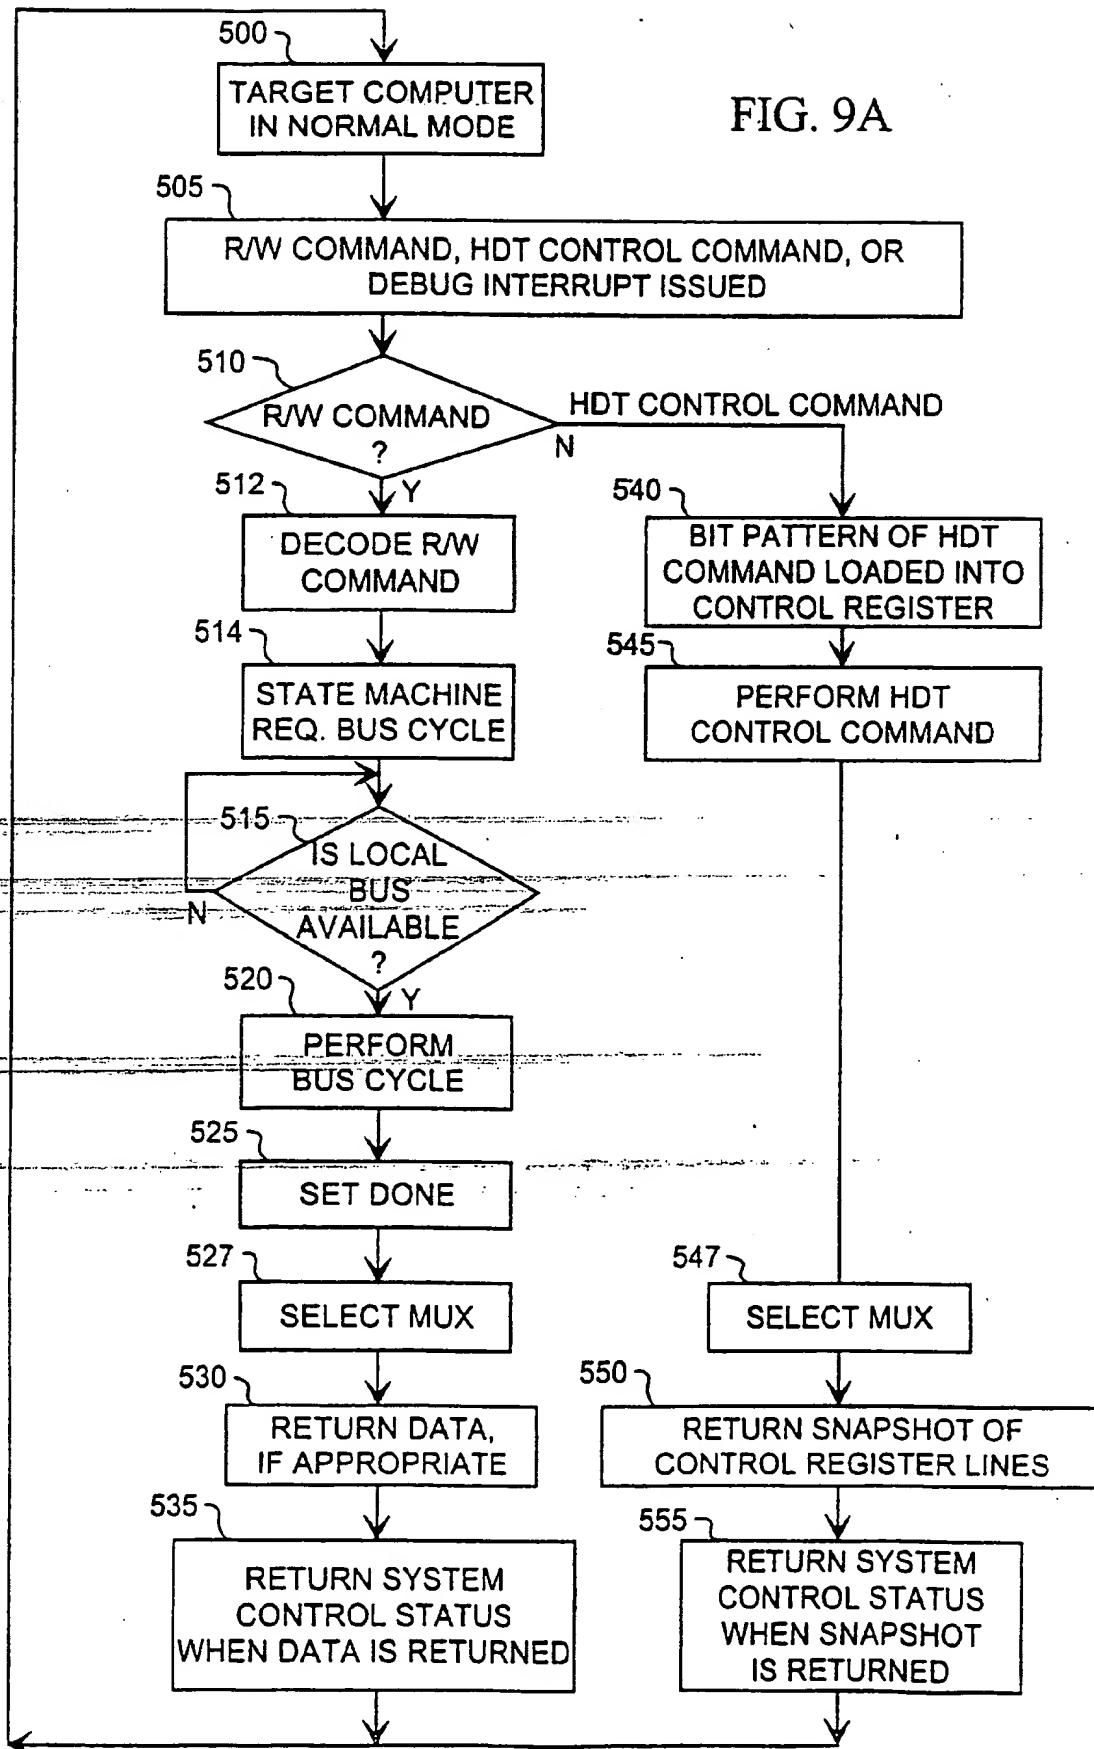 500
TARGET COMPUTER
IN NORMAL MODE
FIG. 9A
505
R/W COMMAND, HDT CONTROL COMMAND, OR
DEBUG INTERRUPT ISSUED
510
R/W COMMAND
?
HDT CONTROL COMMAND
N
Y
512
DECODE R/W
COMMAND
540
BIT PATTERN OF HDT
COMMAND LOADED INTO
CONTROL REGISTER
514
STATE MACHINE
REQ. BUS CYCLE
545
PERFORM HDT
CONTROL COMMAND
515
IS LOCAL
BUS
AVAILABLE
?
N
Y
520
PERFORM
BUS CYCLE
525
SET DONE
527
SELECT MUX
547
SELECT MUX
530
RETURN DATA,
IF APPROPRIATE
550
RETURN SNAPSHOT OF
CONTROL REGISTER LINES
535
RETURN SYSTEM
CONTROL STATUS
WHEN DATA IS RETURNED
555
RETURN SYSTEM
CONTROL STATUS
WHEN SNAPSHOT
IS RETURNED